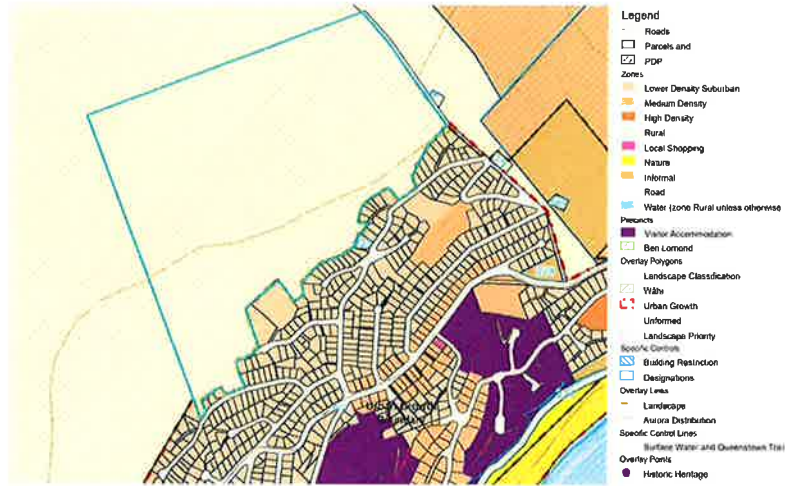 Legend
Roads
Parcels and
PDP
Zones
Lower Density Suburban
Medium Density
High Density
Rural
Local Shopping
Nature
Informal
Road
Water (zone Rural unless otherwise
Precincts
Visitor Accommodation
Ben Lomond
Overlay Polygons
Landscape Classification
Wāhi
Urban Growth
Unformed
Landscape Priority
Specific Controls
Building Restriction
Designations
Overlay Lines
Landscape
Aurora Distribution
Specific Control Lines
Surface Water and Queenstown Trail
Overlay Points
Historic Heritage